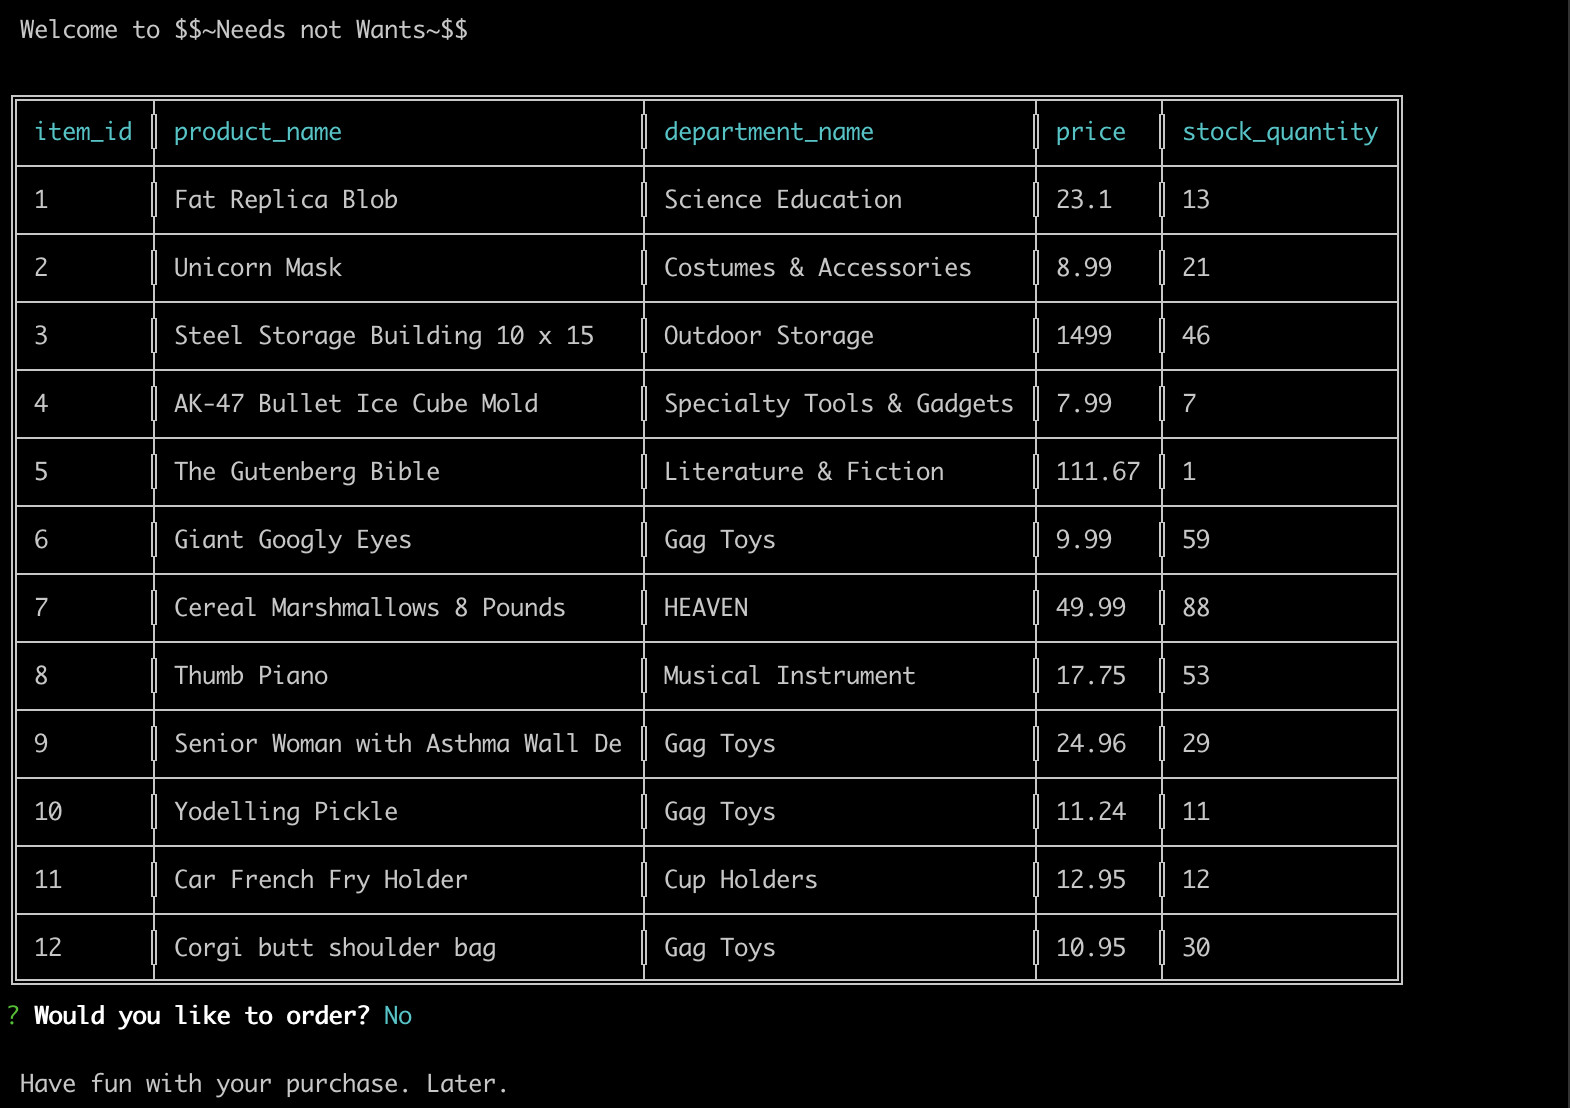 Welcome to $$~Needs not Wants~$$
item_id product_name department_name price stock_quantity
1 Fat Replica Blob Science Education 23.1 13
2 Unicorn Mask Costumes & Accessories 8.99 21
3 Steel Storage Building 10 x 15 Outdoor Storage 1499 46
4 AK-47 Bullet Ice Cube Mold Specialty Tools & Gadgets 7.99 7
5 The Gutenberg Bible Literature & Fiction 111.67 1
6 Giant Googly Eyes Gag Toys 9.99 59
7 Cereal Marshmallows 8 Pounds HEAVEN 49.99 88
8 Thumb Piano Musical Instrument 17.75 53
9 Senior Woman with Asthma Wall De Gag Toys 24.96 29
10 Yodelling Pickle Gag Toys 11.24 11
11 Car French Fry Holder Cup Holders 12.95 12
12 Corgi butt shoulder bag Gag Toys 10.95 30
? Would you like to order? No
Have fun with your purchase. Later.